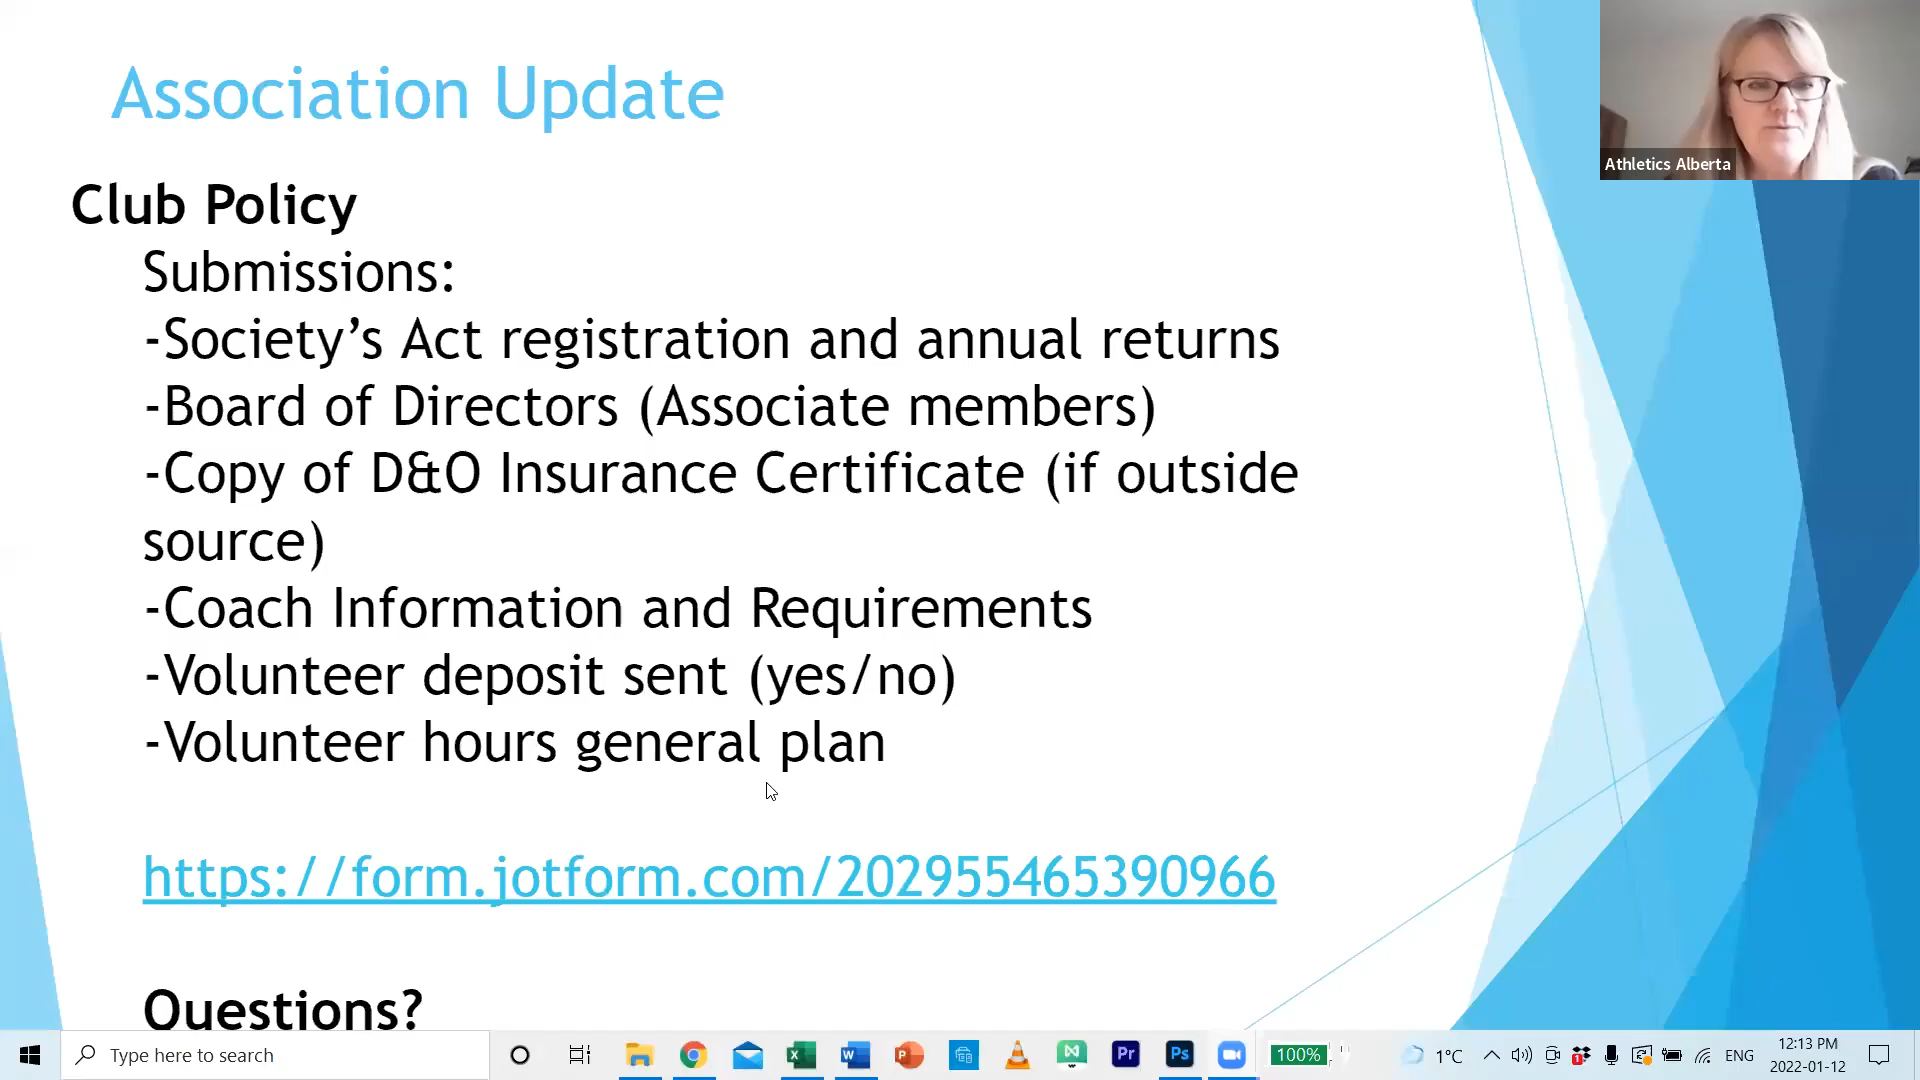 Association Update
Athletics Alberta
Club Policy
Submissions:
-Society’s Act registration and annual returns
-Board of Directors (Associate members)
-Copy of D&O Insurance Certificate (if outside
source)
-Coach Information and Requirements
-Volunteer deposit sent (yes/no)
-Volunteer hours general plan
https://form.jotform.com/202955465390966
Questions?
Type here to search
Pr
Ps
100%
1°C
ENG
12:13 PM
2022-01-12